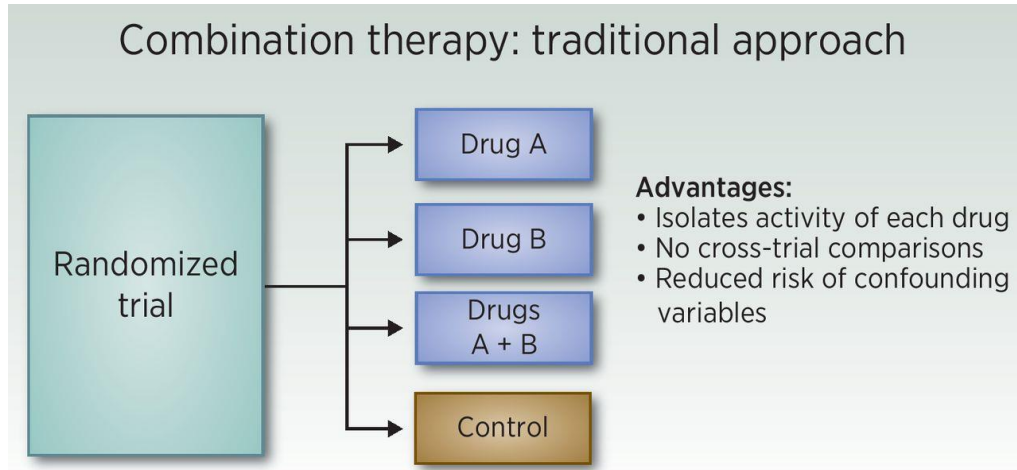 Combination therapy: traditional approach
Randomized
trial
Drug A
Drug B
Drugs
A + B
Control
Advantages:
• Isolates activity of each drug
• No cross-trial comparisons
• Reduced risk of confounding
variables